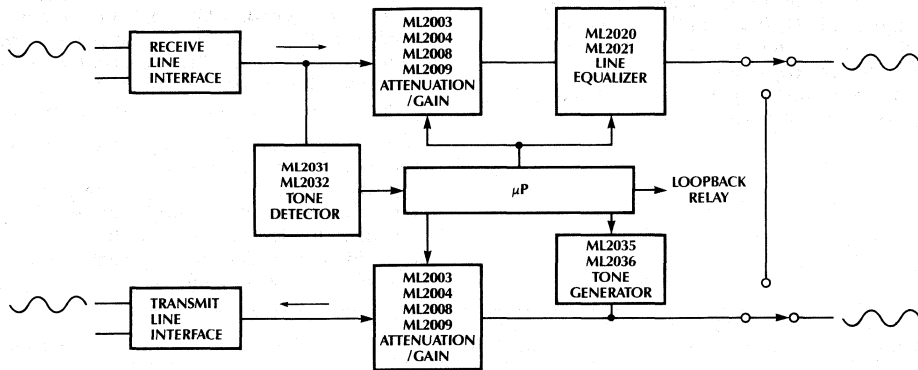 RECEIVE
LINE
INTERFACE
ML2003
ML2004
ML2008
ML2009
ATTENUATION
/GAIN
ML2020
ML2021
LINE
EQUALIZER
ML2031
ML2032
TONE
DETECTOR
µP
LOOPBACK
RELAY
ML2035
ML2036
TONE
GENERATOR
TRANSMIT
LINE
INTERFACE
ML2003
ML2004
ML2008
ML2009
ATTENUATION
/GAIN